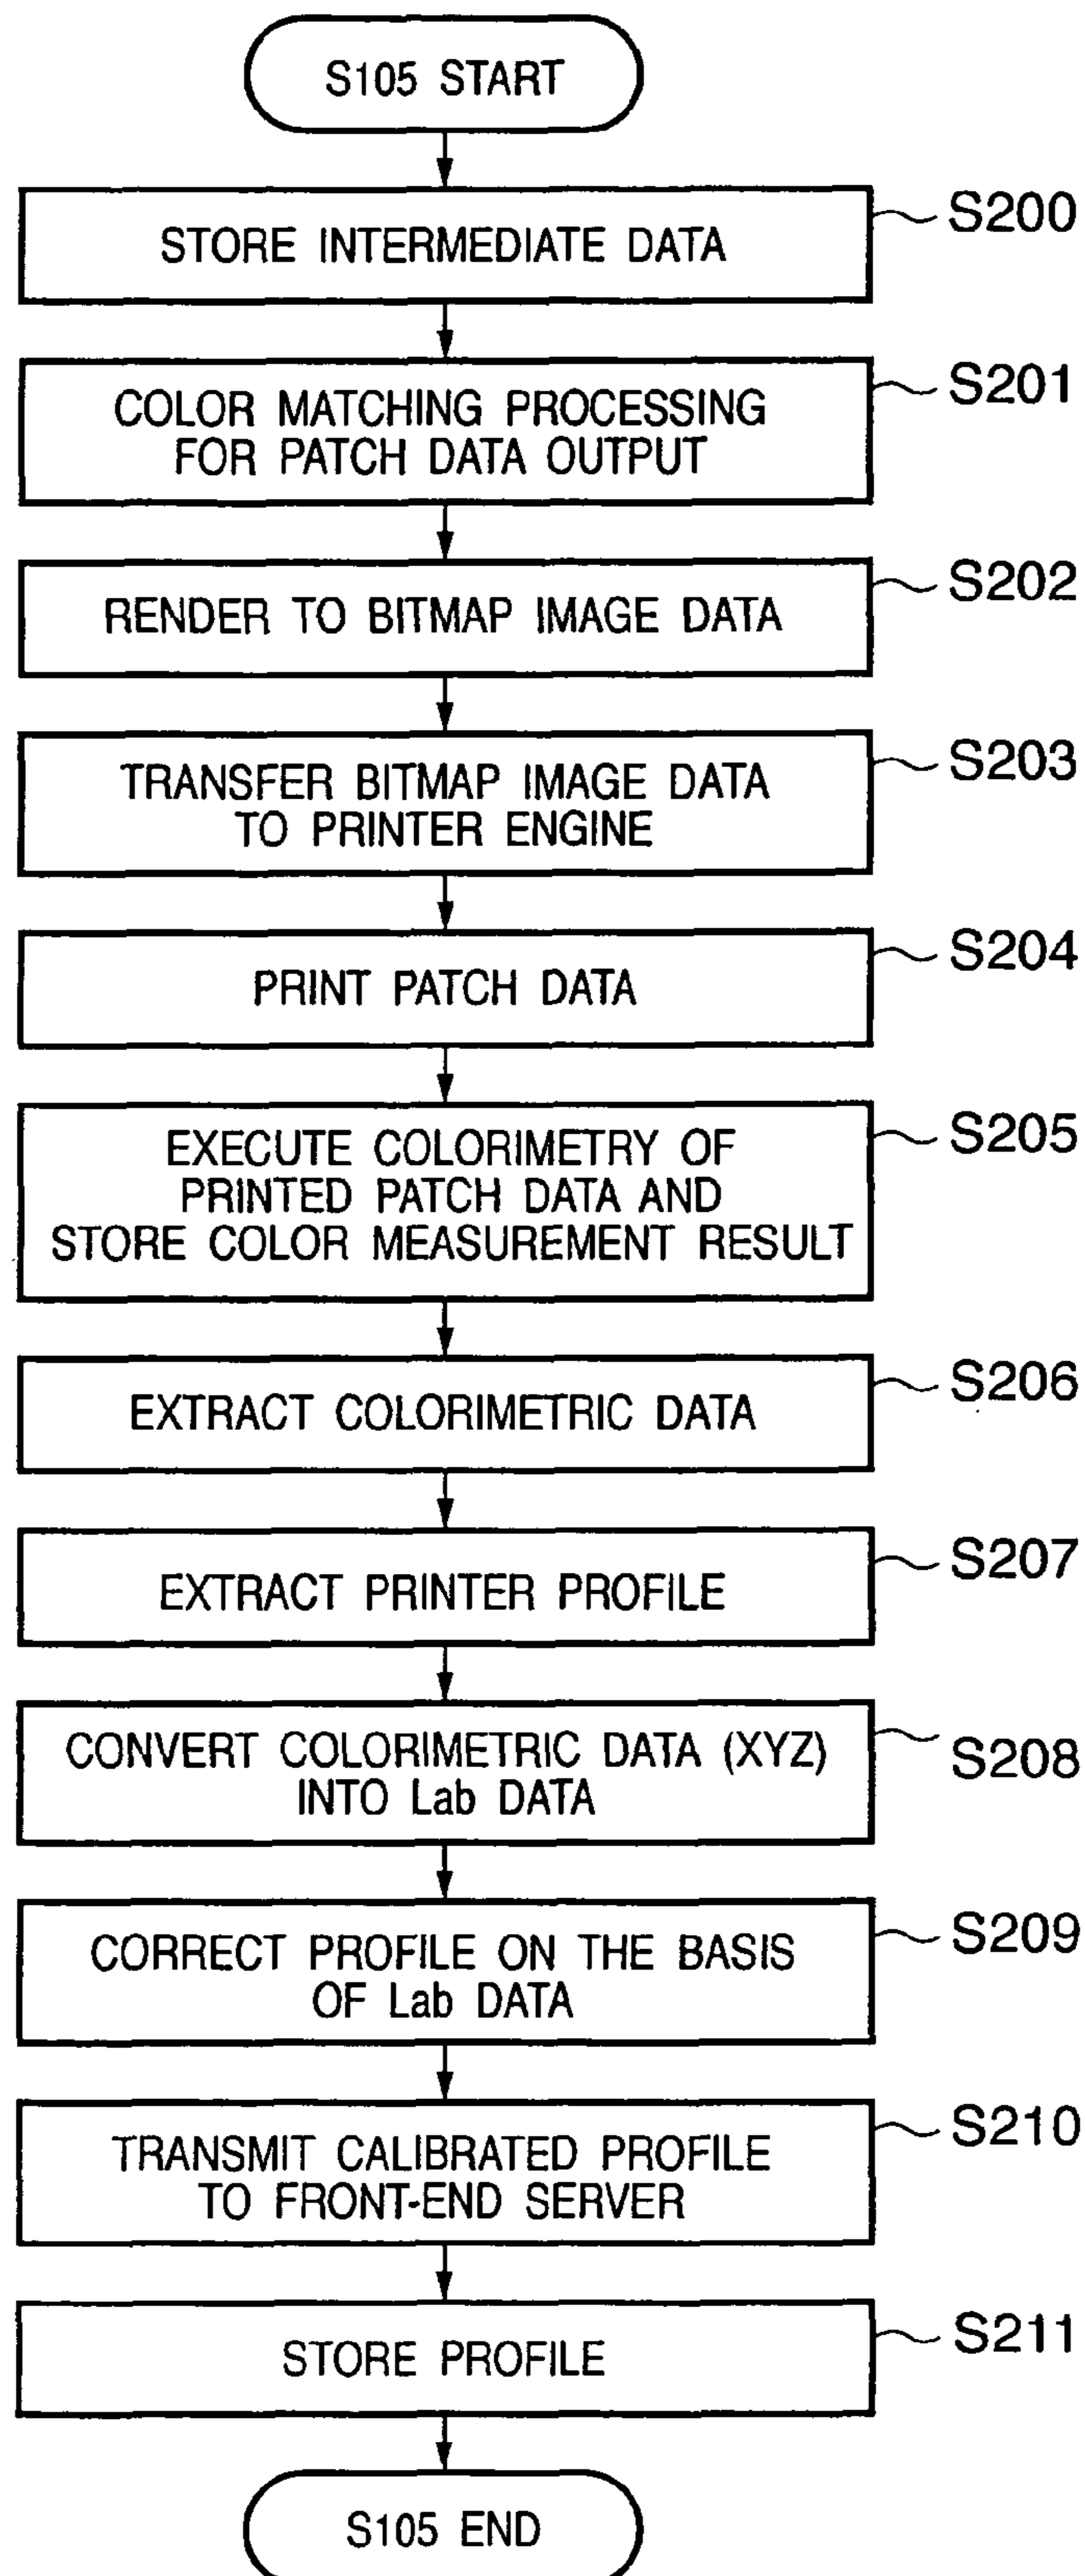 S105 START
STORE INTERMEDIATE DATA
S200
COLOR MATCHING PROCESSING
FOR PATCH DATA OUTPUT
S201
RENDER TO BITMAP IMAGE DATA
S202
TRANSFER BITMAP IMAGE DATA
TO PRINTER ENGINE
S203
PRINT PATCH DATA
S204
EXECUTE COLORIMETRY OF
PRINTED PATCH DATA AND
STORE COLOR MEASUREMENT RESULT
S205
EXTRACT COLORIMETRIC DATA
S206
EXTRACT PRINTER PROFILE
S207
CONVERT COLORIMETRIC DATA (XYZ)
INTO Lab DATA
S208
CORRECT PROFILE ON THE BASIS
OF Lab DATA
S209
TRANSMIT CALIBRATED PROFILE
TO FRONT-END SERVER
S210
STORE PROFILE
S211
S105 END